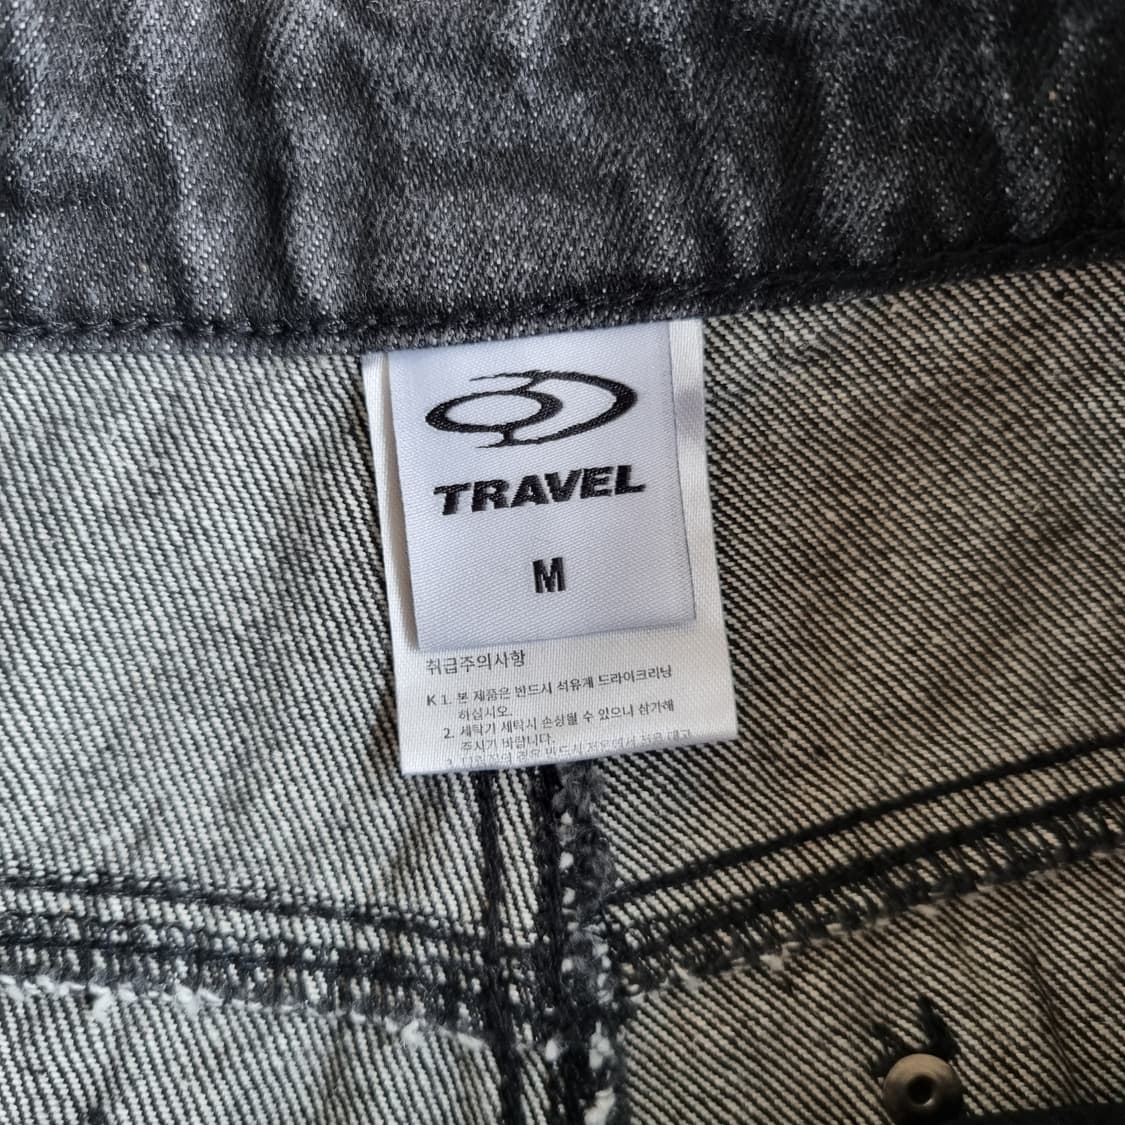 TRAVEL
M
취급주의사항
K 1. 본 제품은 반드시 석유계 드라이크리닝
하십시오.
2. 세탁기 세탁시 손상될 수 있으니 삼가해
주시기 바랍니다.